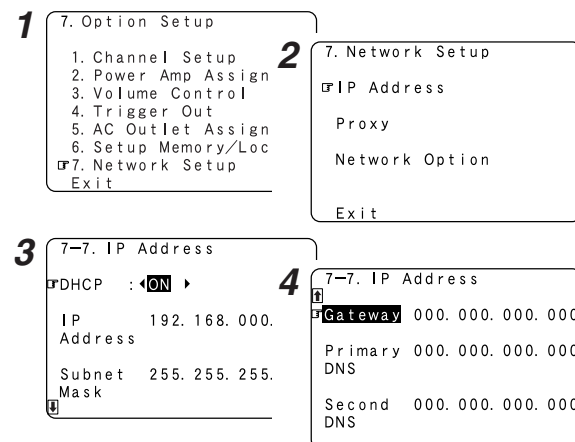 1
7. Option Setup
1. Channel Setup
2. Power Amp Assign
3. Volume Control
4. Trigger Out
5. AC Outlet Assign
6. Setup Memory/Loc
☞7. Network Setup
Exit
2
7. Network Setup
☞IP Address
Proxy
Network Option
Exit
3
7-7. IP Address
☞DHCP : ◀ON ▶
IP 192. 168. 000.
Address
Subnet 255. 255. 255.
Mask
4
7-7. IP Address
☞Gateway 000. 000. 000. 000
Primary 000. 000. 000. 000
DNS
Second 000. 000. 000. 000
DNS